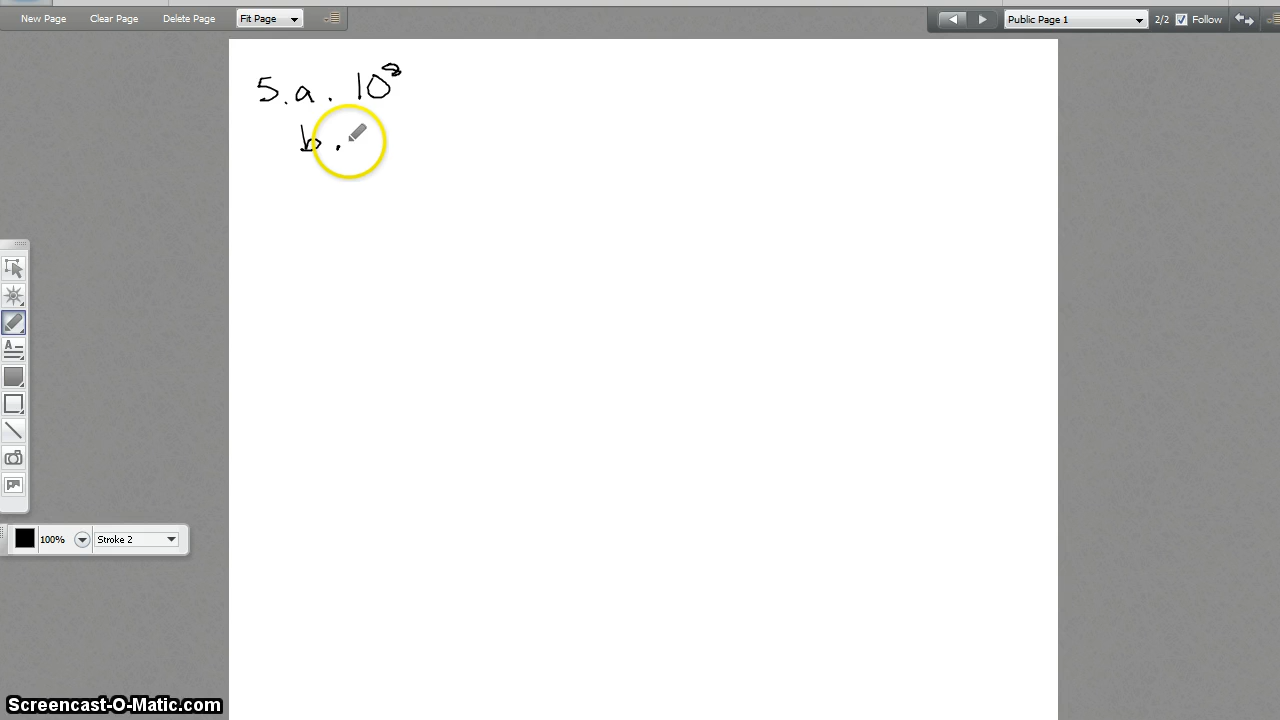 New Page Clear Page Delete Page Fit Page Public Page 1 2/2 Follow
5. a. 10⁸
b.
A
100% Stroke 2
Screencast-O-Matic.com